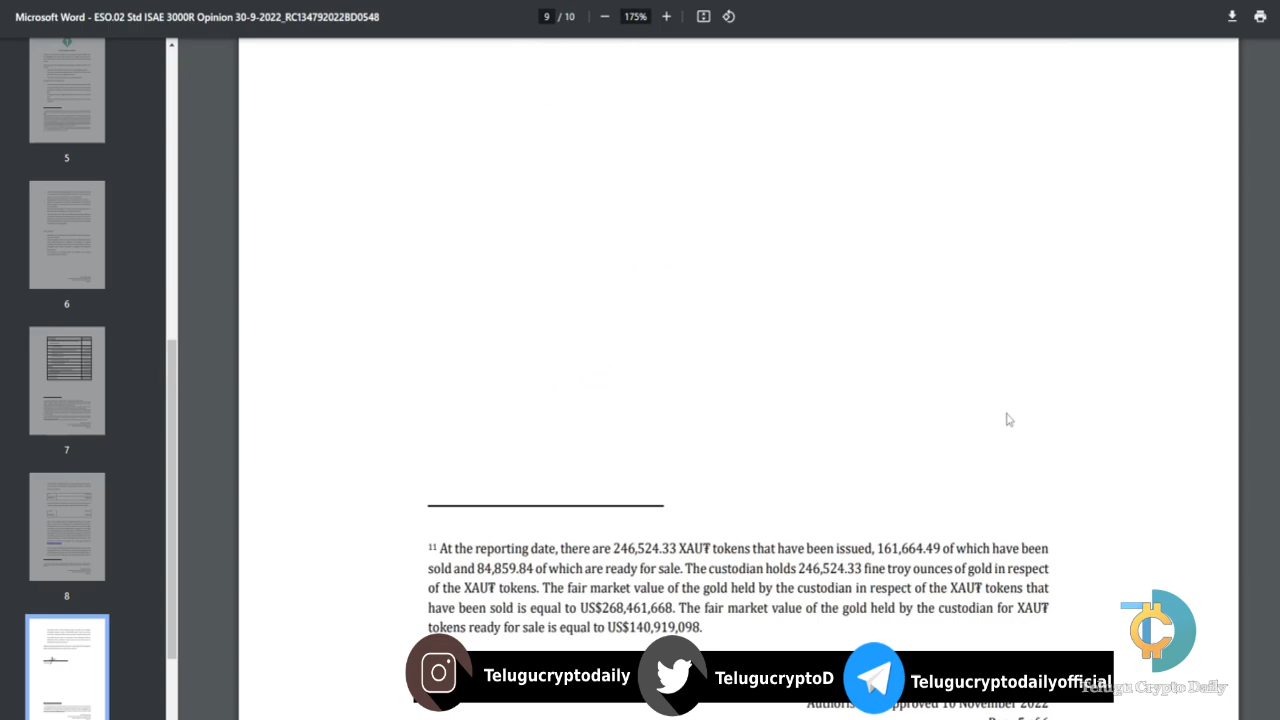 Microsoft Word - ESO.02 Std ISAE 3000R Opinion 30-9-2022_RC134792022BD0548
9 / 10
175%
5
6
7
8
11 At the reporting date, there are 246,524.33 XAU₮ tokens that have been issued, 161,664.49 of which have been
sold and 84,859.84 of which are ready for sale. The custodian holds 246,524.33 fine troy ounces of gold in respect
of the XAU₮ tokens. The fair market value of the gold held by the custodian in respect of the XAU₮ tokens that
have been sold is equal to US$268,461,668. The fair market value of the gold held by the custodian for XAU₮
tokens ready for sale is equal to US$140,919,098.
Telugucryptodaily
TelugucryptoD
Telugucryptodailyofficial
Telugu Crypto Daily
approved 10 November 2022